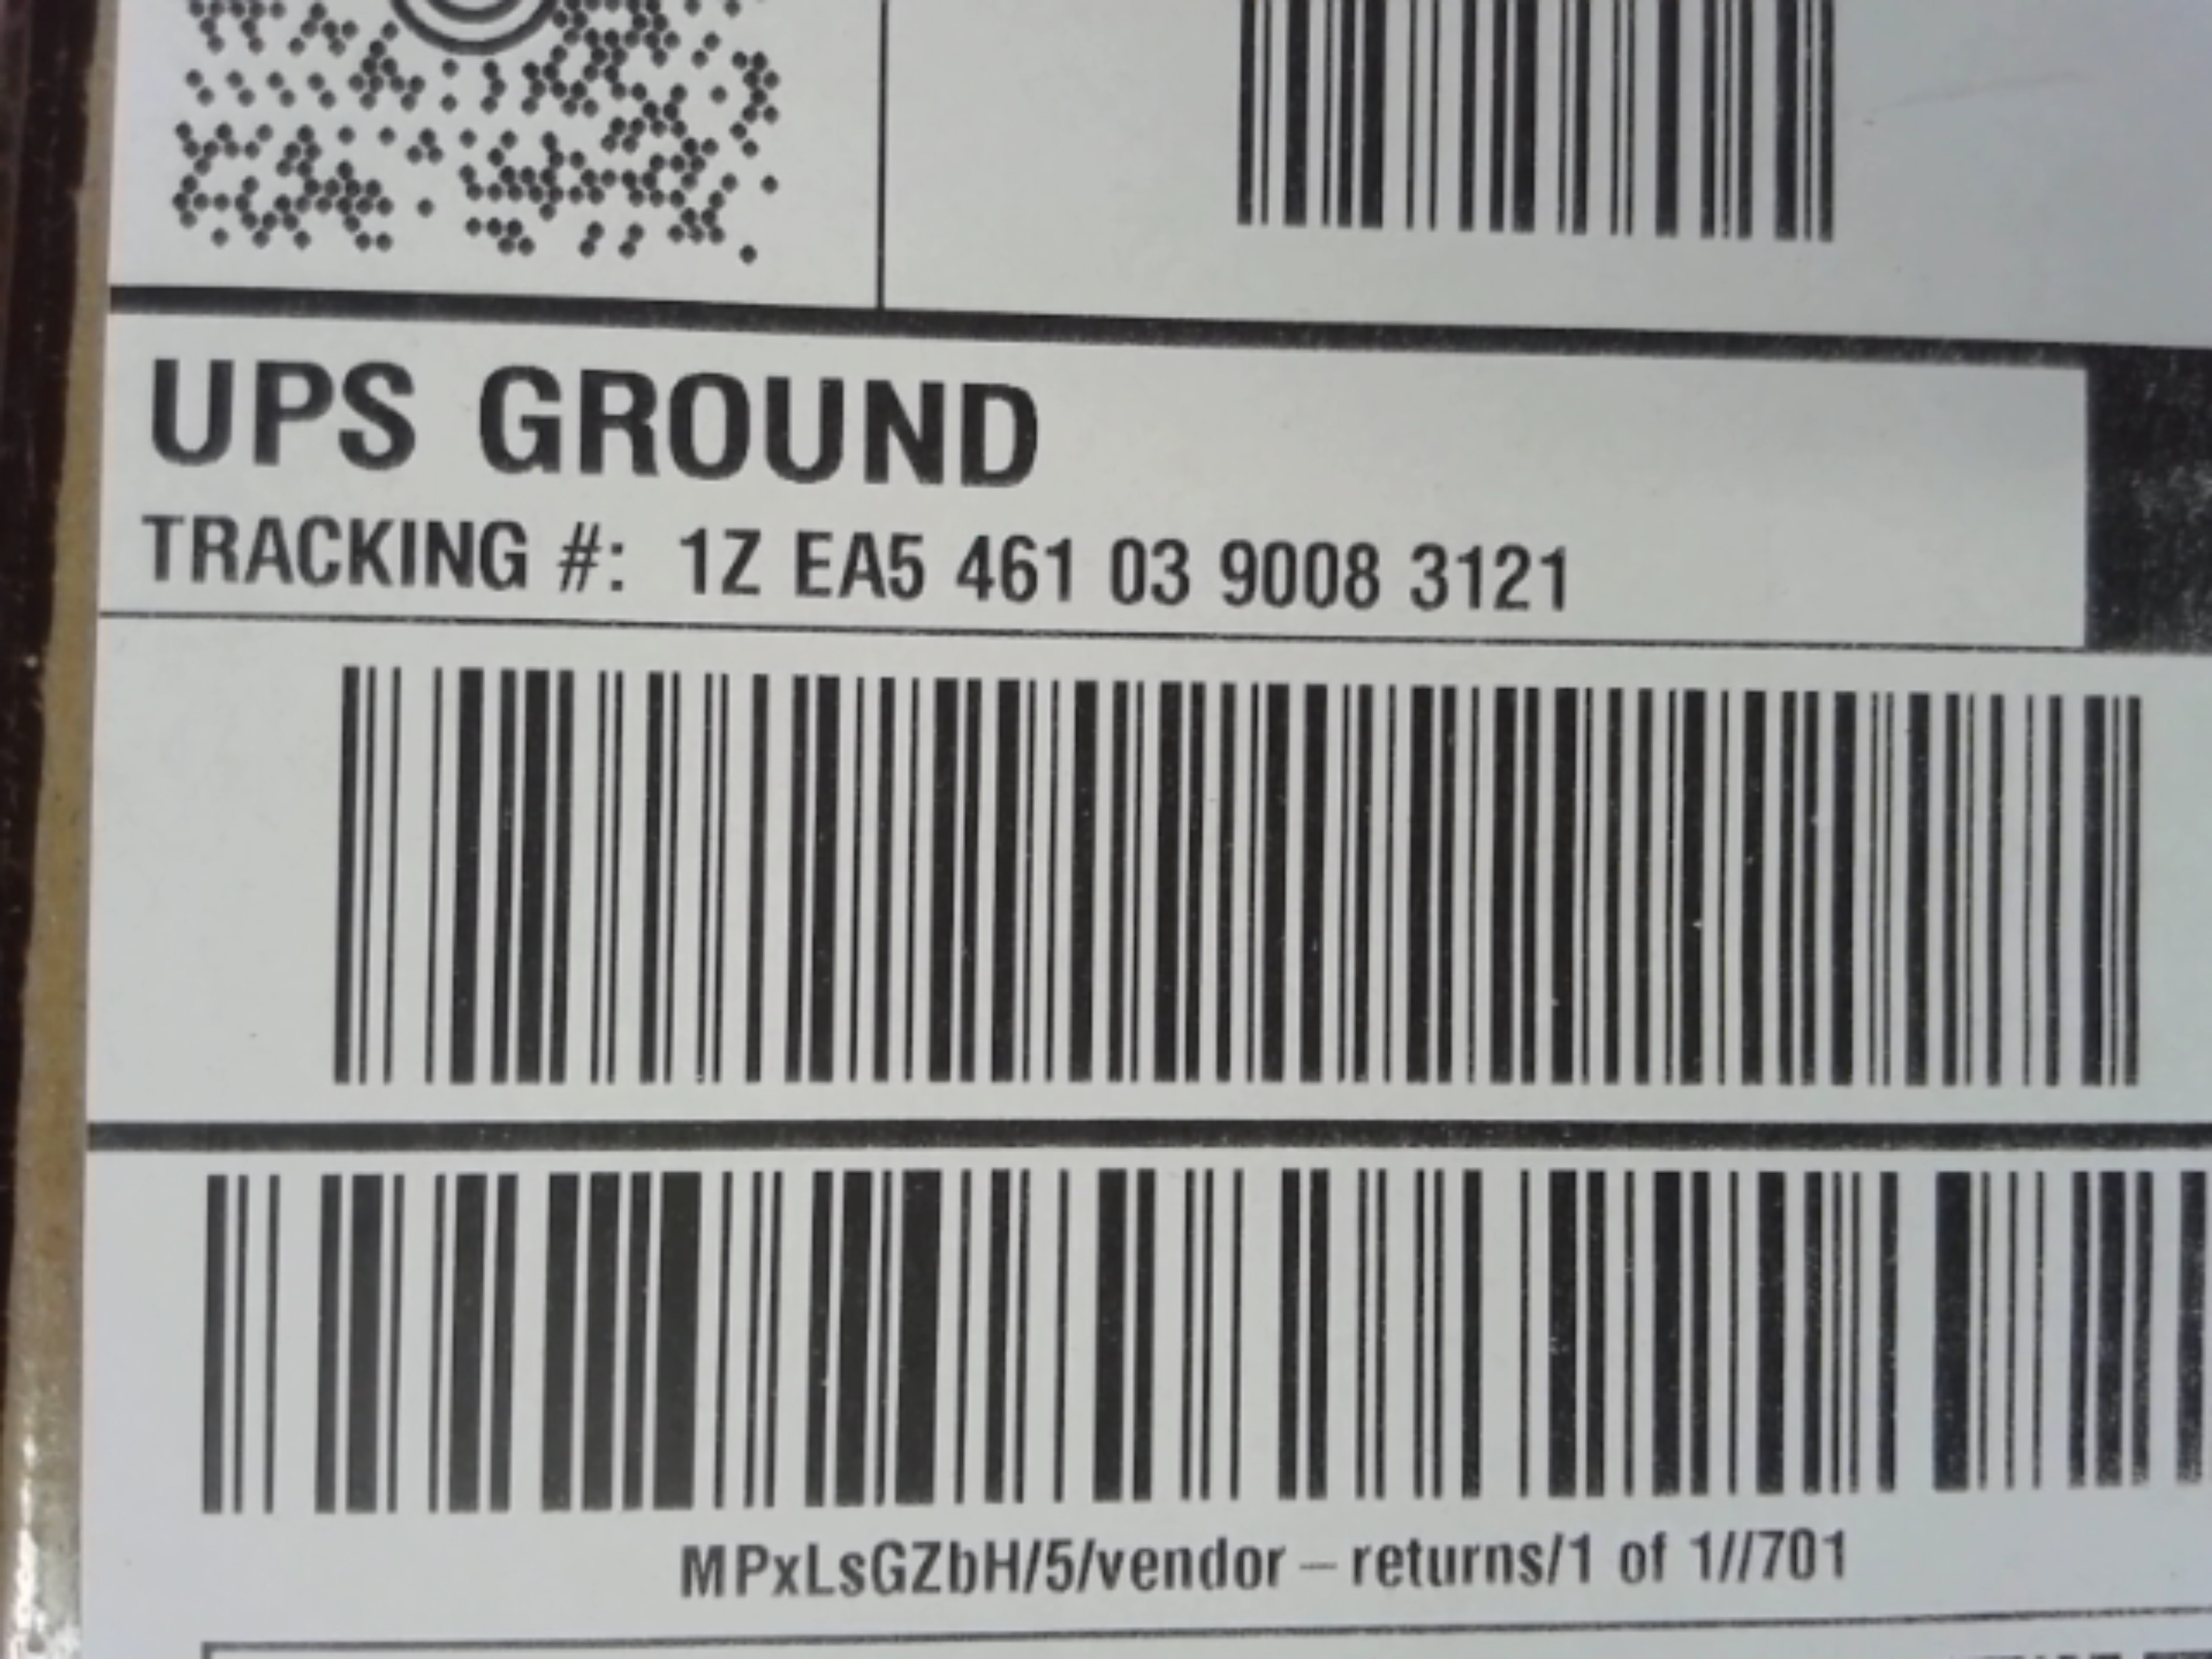 UPS GROUND
TRACKING #: 1Z EA5 461 03 9008 3121
MPxLsGZbH/5/vendor – returns/1 of 1//701